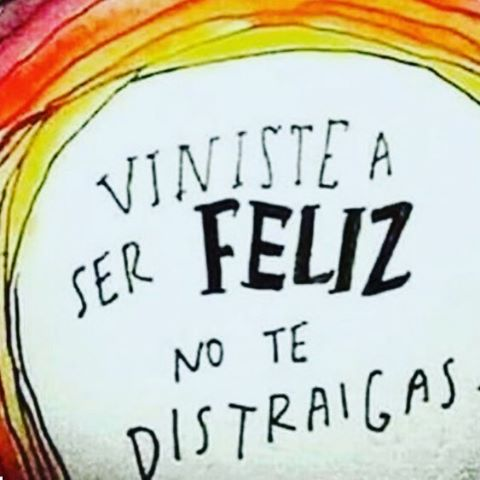 VINISTE A
SER FELIZ
NO TE
DISTRAIGAS.